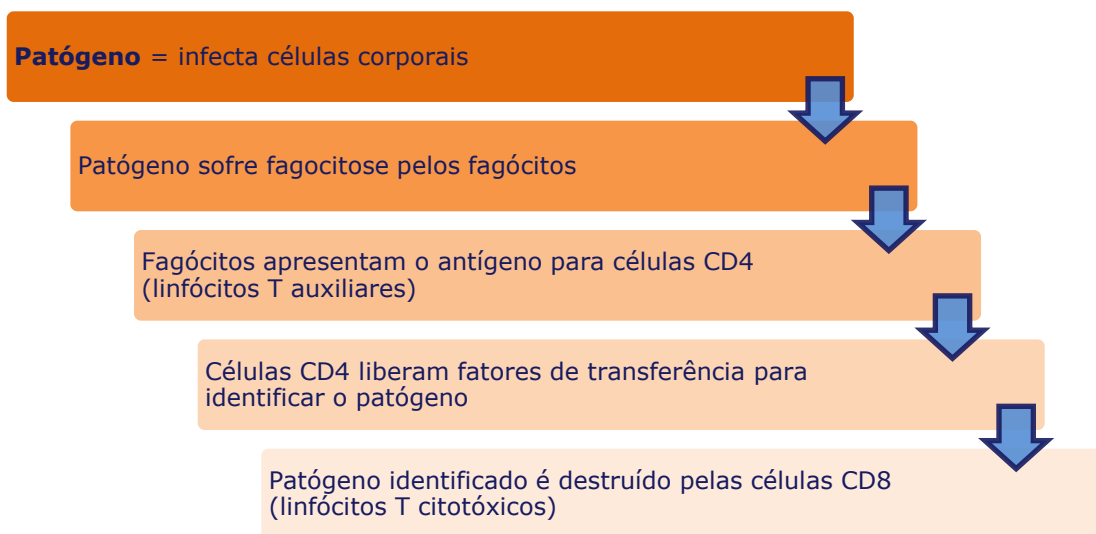 Patógeno = infecta células corporais
Patógeno sofre fagocitose pelos fagócitos
Fagócitos apresentam o antígeno para células CD4
(linfócitos T auxiliares)
Células CD4 liberam fatores de transferência para
identificar o patógeno
Patógeno identificado é destruído pelas células CD8
(linfócitos T citotóxicos)